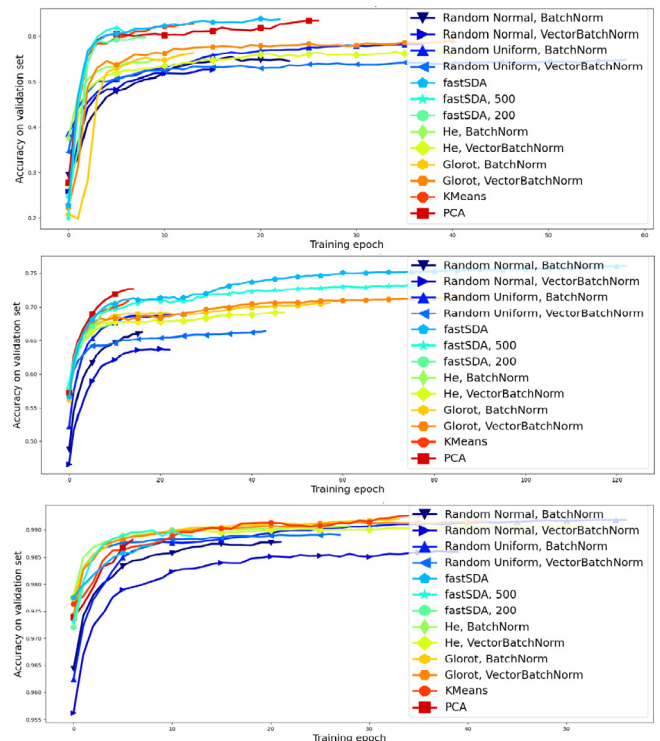 Accuracy on validation set
0.6
0.5
0.4
0.3
0.2
0
10
20
30
40
50
60
Training epoch
Random Normal, BatchNorm
Random Normal, VectorBatchNorm
Random Uniform, BatchNorm
Random Uniform, VectorBatchNorm
fastSDA
fastSDA, 500
fastSDA, 200
He, BatchNorm
He, VectorBatchNorm
Glorot, BatchNorm
Glorot, VectorBatchNorm
KMeans
PCA
Accuracy on validation set
0.75
0.70
0.65
0.60
0.55
0.50
0
20
40
60
80
100
120
Training epoch
Random Normal, BatchNorm
Random Normal, VectorBatchNorm
Random Uniform, BatchNorm
Random Uniform, VectorBatchNorm
fastSDA
fastSDA, 500
fastSDA, 200
He, BatchNorm
He, VectorBatchNorm
Glorot, BatchNorm
Glorot, VectorBatchNorm
KMeans
PCA
Accuracy on validation set
0.990
0.985
0.980
0.975
0.970
0.965
0.960
0.955
0
10
20
30
40
50
Training epoch
Random Normal, BatchNorm
Random Normal, VectorBatchNorm
Random Uniform, BatchNorm
Random Uniform, VectorBatchNorm
fastSDA
fastSDA, 500
fastSDA, 200
He, BatchNorm
He, VectorBatchNorm
Glorot, BatchNorm
Glorot, VectorBatchNorm
KMeans
PCA